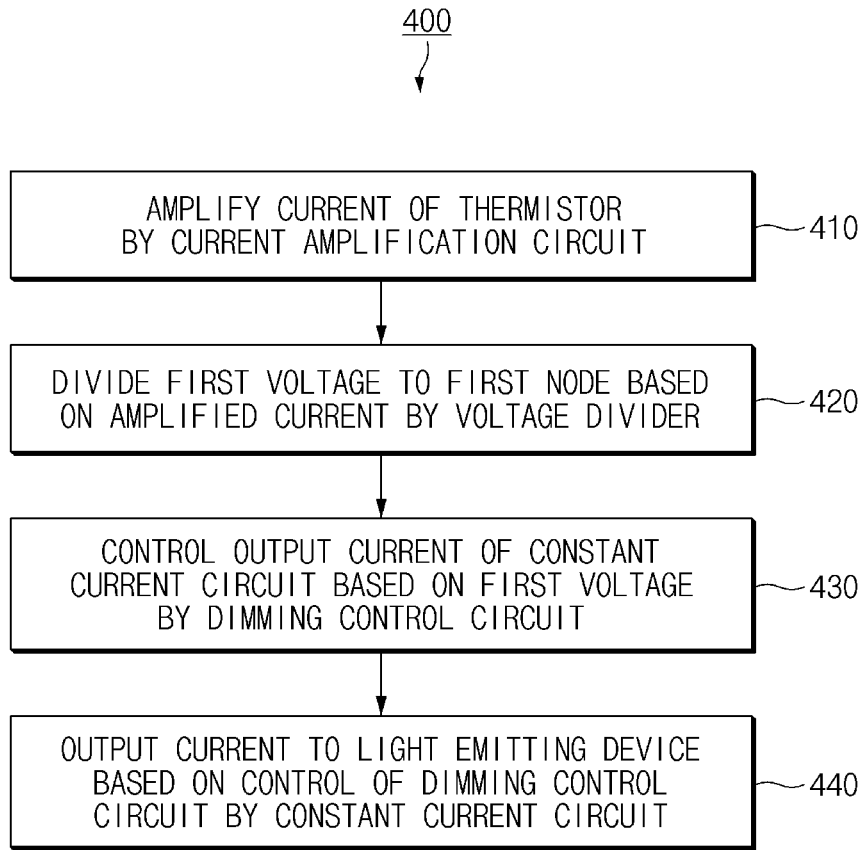 400
AMPLIFY CURRENT OF THERMISTOR
BY CURRENT AMPLIFICATION CIRCUIT
410
DIVIDE FIRST VOLTAGE TO FIRST NODE BASED
ON AMPLIFIED CURRENT BY VOLTAGE DIVIDER
420
CONTROL OUTPUT CURRENT OF CONSTANT
CURRENT CIRCUIT BASED ON FIRST VOLTAGE
BY DIMMING CONTROL CIRCUIT
430
OUTPUT CURRENT TO LIGHT EMITTING DEVICE
BASED ON CONTROL OF DIMMING CONTROL
CIRCUIT BY CONSTANT CURRENT CIRCUIT
440